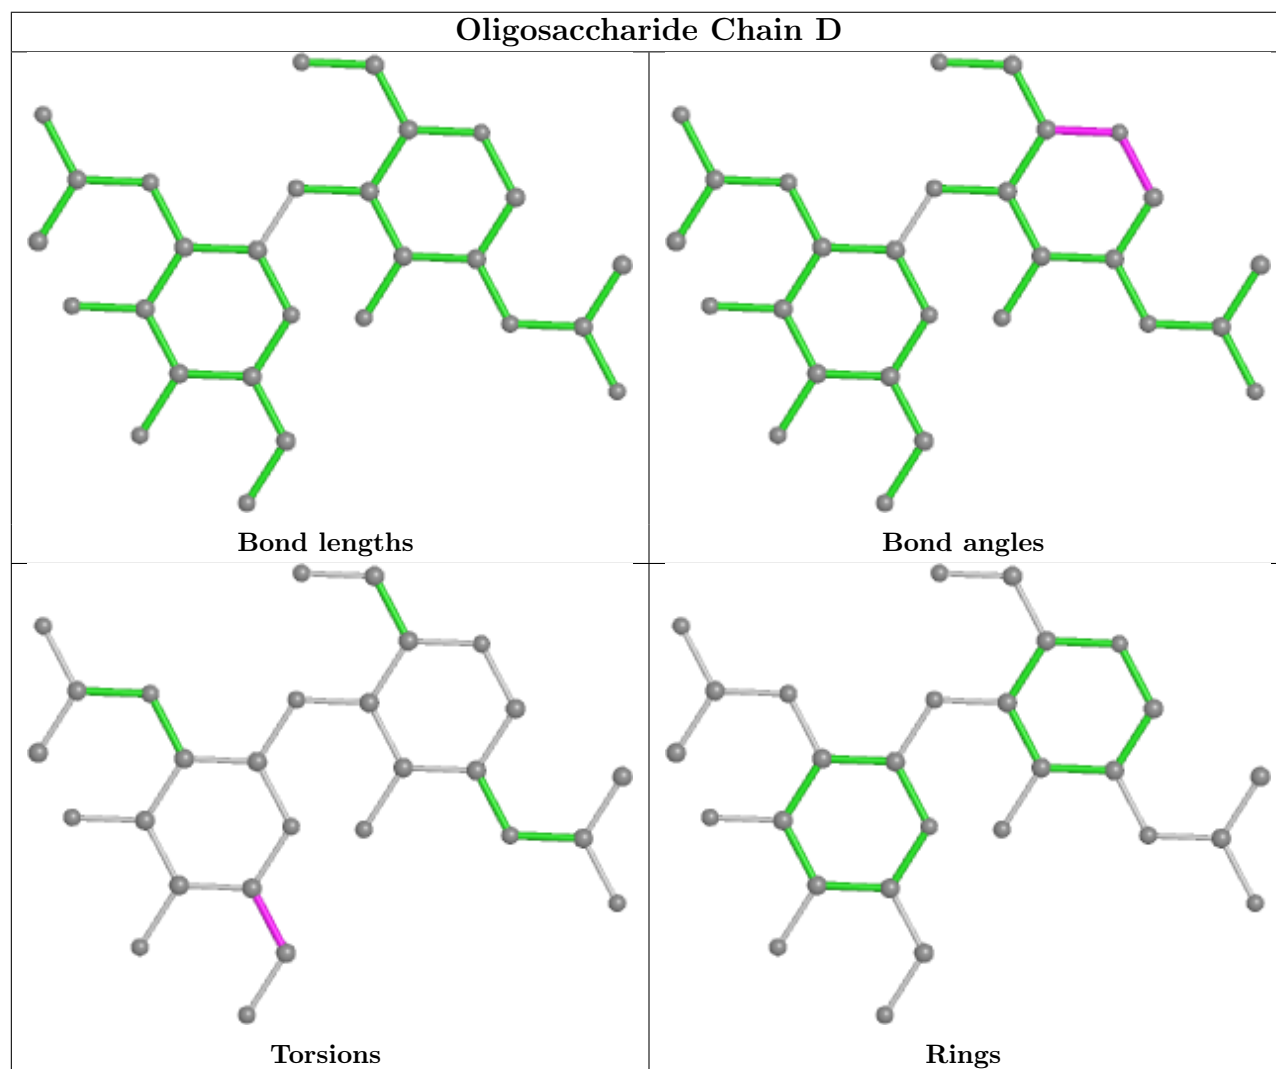 Oligosaccharide Chain D
Bond lengths
Bond angles
Torsions
Rings